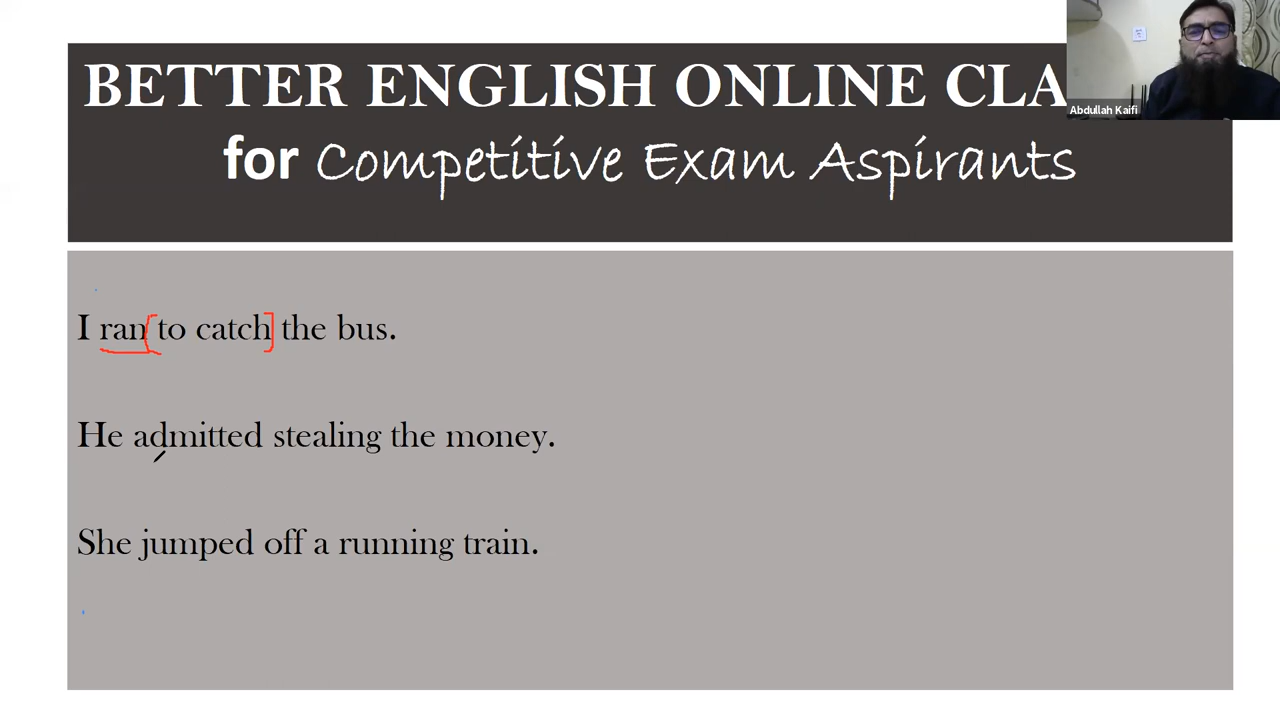 BETTER ENGLISH ONLINE CLA
for Competitive Exam Aspirants
Abdullah Kaifi
I ran to catch the bus.
He admitted stealing the money.
She jumped off a running train.